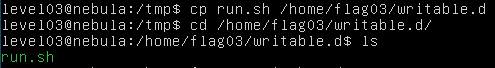 level03@nebula:/tmp$ cp run.sh /home/flag03/writable.d
level03@nebula:/tmp$ cd /home/flag03/writable.d/
level03@nebula:/home/flag03/writable.d$ ls
run.sh